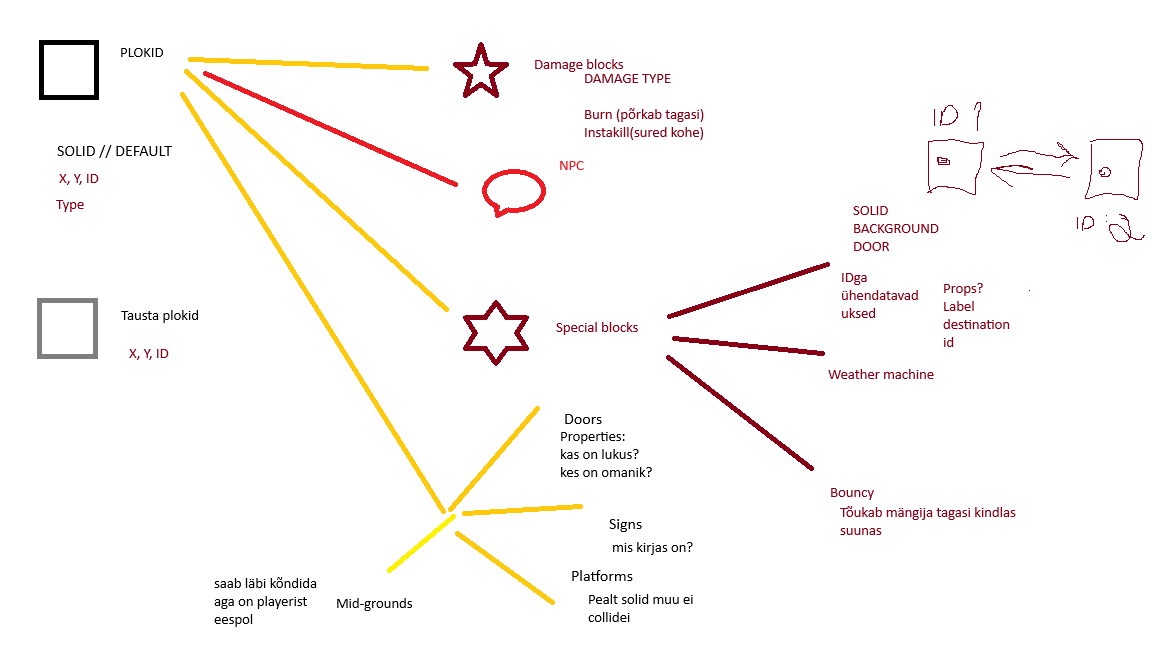 PLOKID
SOLID // DEFAULT
X, Y, ID
Type
Tausta plokid
X, Y, ID
Damage blocks
DAMAGE TYPE
Burn (põrkab tagasi)
Instakill(sured kohe)
NPC
Special blocks
ID 1
ID : 2
SOLID
BACKGROUND
DOOR
IDga
ühendatavad
uksed
Props?
Label
destination
id
Weather machine
Boucy
Tõukab mängija tagasi kindlas
suunas
Doors
Properties:
kas on lukus?
kes on omanik?
Signs
mis kirjas on?
Platforms
Pealt solid muu ei
collidei
Mid-grounds
saab läbi kõndida
aga on playerist
eespol